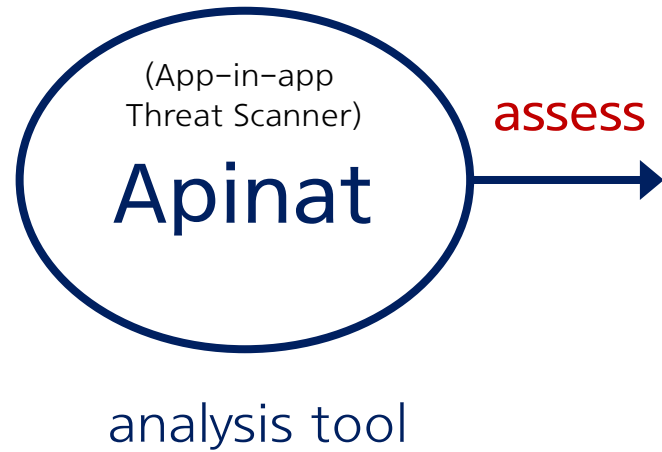 (App-in-app
Threat Scanner)
Apinat
assess
analysis tool